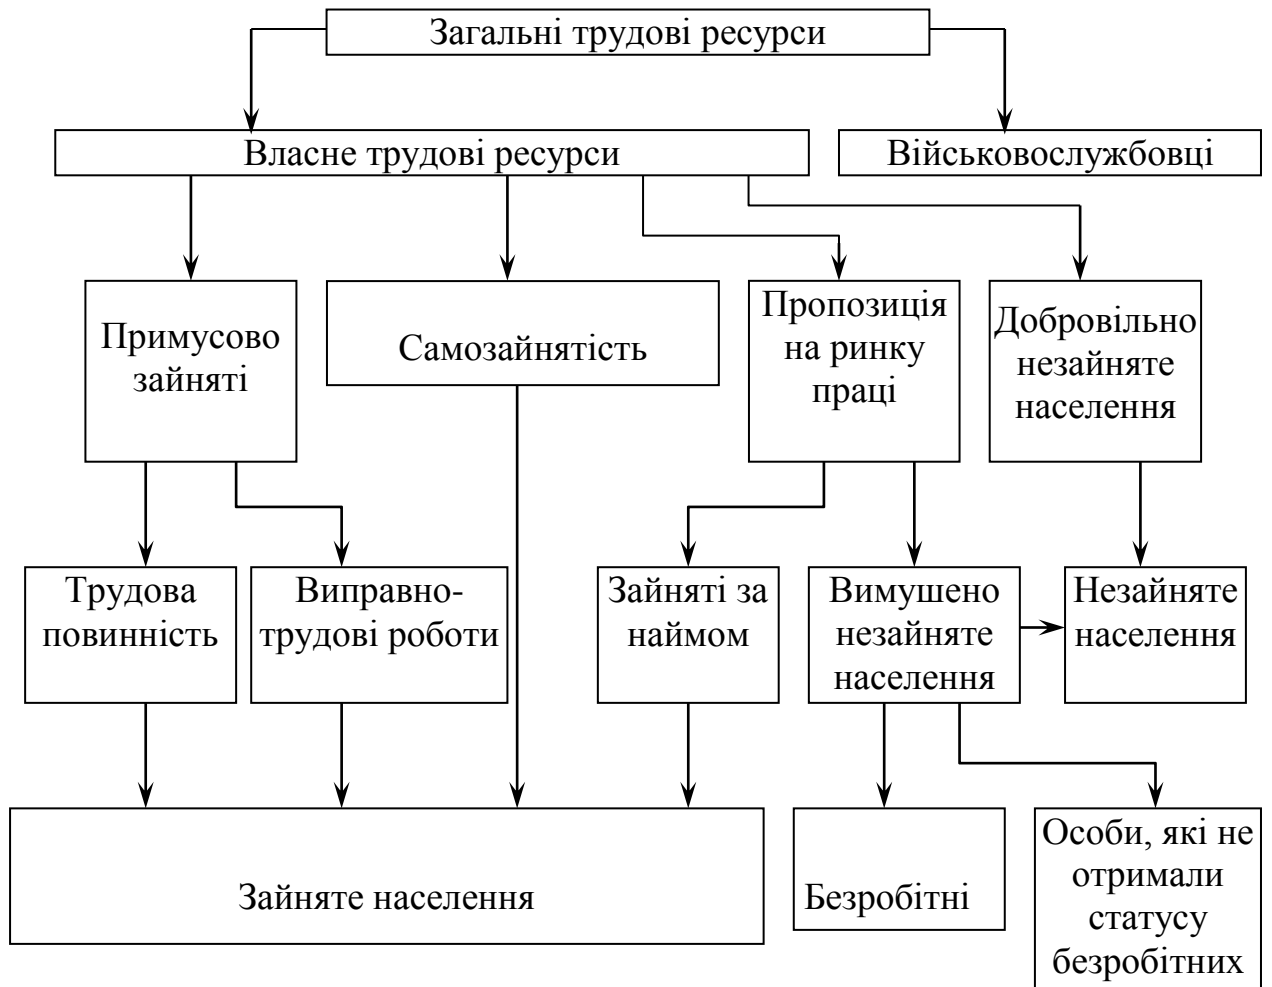 Загальні трудові ресурси
Власне трудові ресурси
Військовослужбовці
Примусово
зайняті
Самозайнятість
Пропозиція
на ринку
праці
Добровільно
незайняте
населення
Трудова
повинність
Виправно-
трудові роботи
Зайняті за
наймом
Вимушено
незайняте
населення
Незайняте
населення
Зайняте населення
Безробітні
Особи, які не
отримали
статусу
безробітних